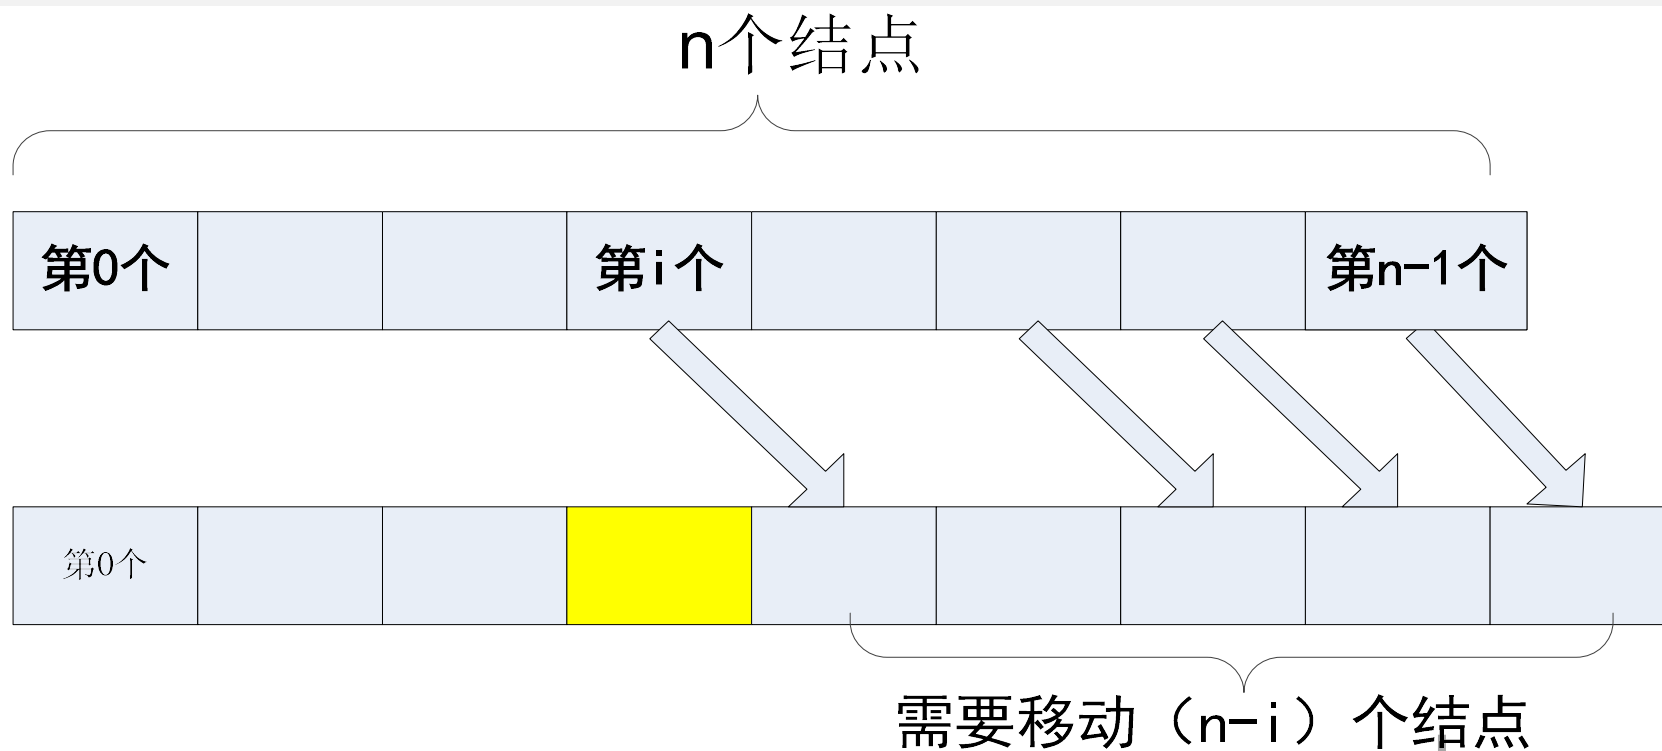 n个结点
第0个 第i个 第n-1个
第0个
需要移动（n-i）个结点